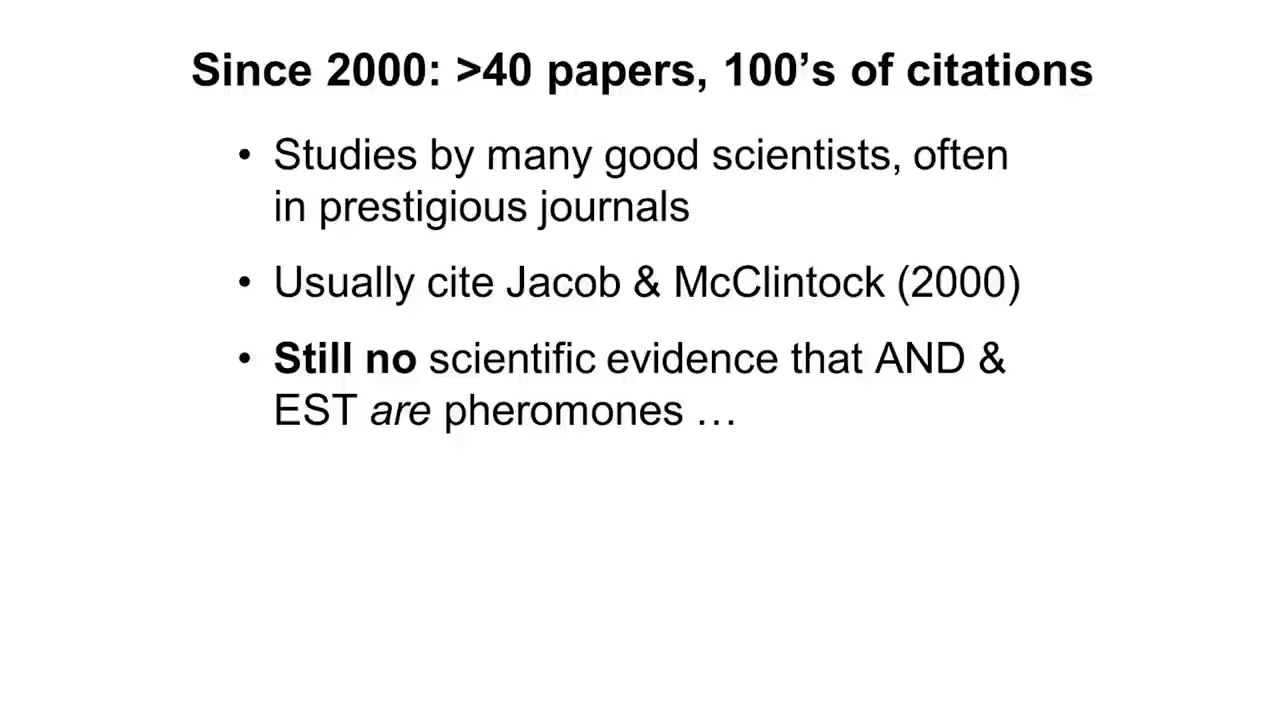 Since 2000: >40 papers, 100’s of citations
• Studies by many good scientists, often
in prestigious journals
• Usually cite Jacob & McClintock (2000)
• Still no scientific evidence that AND &
EST are pheromones …